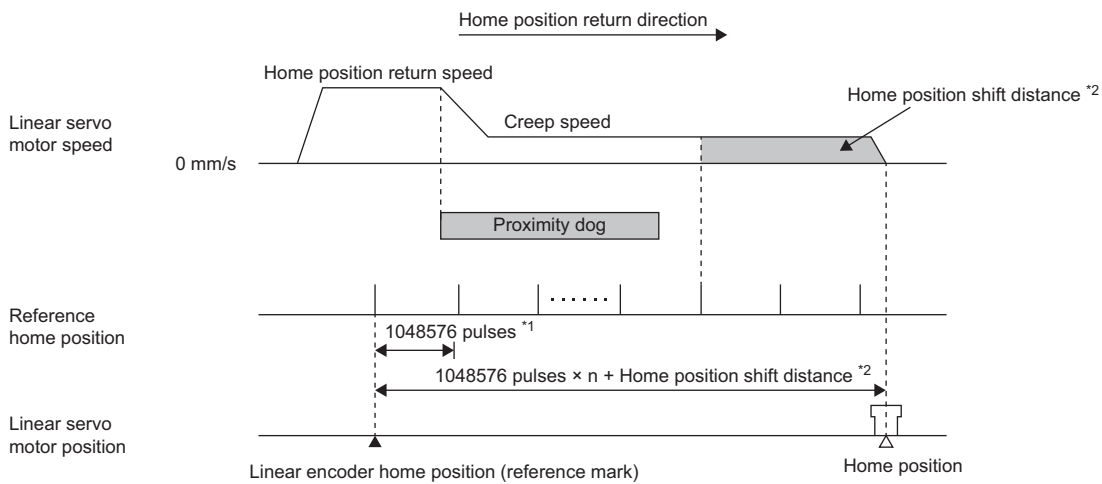 Home position return direction
Home position return speed
Home position shift distance *2
Linear servo
motor speed
Creep speed
0 mm/s
Proximity dog
Reference
home position
1048576 pulses *1
1048576 pulses × n + Home position shift distance *2
Linear servo
motor position
Linear encoder home position (reference mark)
Home position